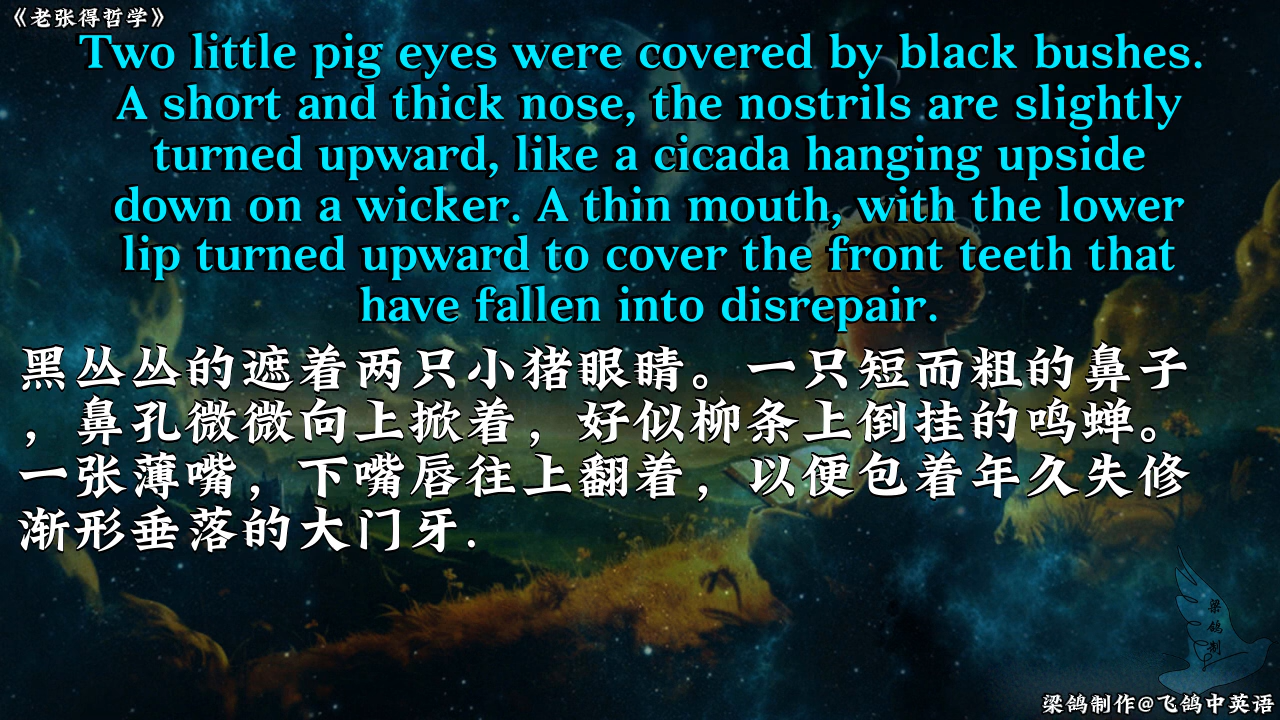 《老张得哲学》
Two little pig eyes were covered by black bushes.
A short and thick nose, the nostrils are slightly
turned upward, like a cicada hanging upside
down on a wicker. A thin mouth, with the lower
lip turned upward to cover the front teeth that
have fallen into disrepair.
黑丛丛的遮着两只小猪眼睛。一只短而粗的鼻子
，鼻孔微微向上掀着，好似柳条上倒挂的鸣蝉。
一张薄嘴，下嘴唇往上翻着，以便包着年久失修
渐形垂落的大门牙.
梁鸽制
梁鸽制作@飞鸽中英语